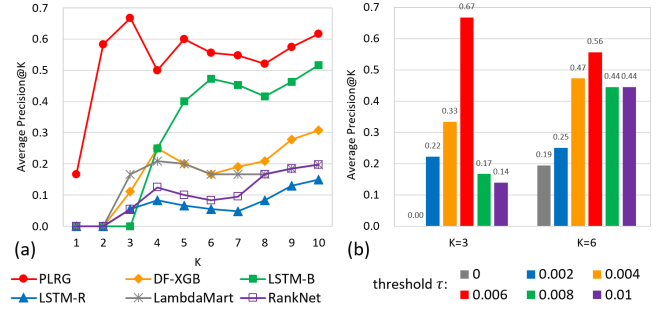 Average Precision@K
0.7
0.6
0.5
0.4
0.3
0.2
0.1
0.0
1 2 3 4 5 6 7 8 9 10
K
(a)
PLRG DF-XGB LSTM-B
LSTM-R LambdaMart RankNet
Average Precision@K
0.7
0.6
0.5
0.4
0.3
0.2
0.1
0.0
0.00 0.22 0.33 0.67 0.17 0.14
0.19 0.25 0.47 0.56 0.44 0.44
K=3 K=6
(b)
threshold τ:
0 0.002 0.004
0.006 0.008 0.01